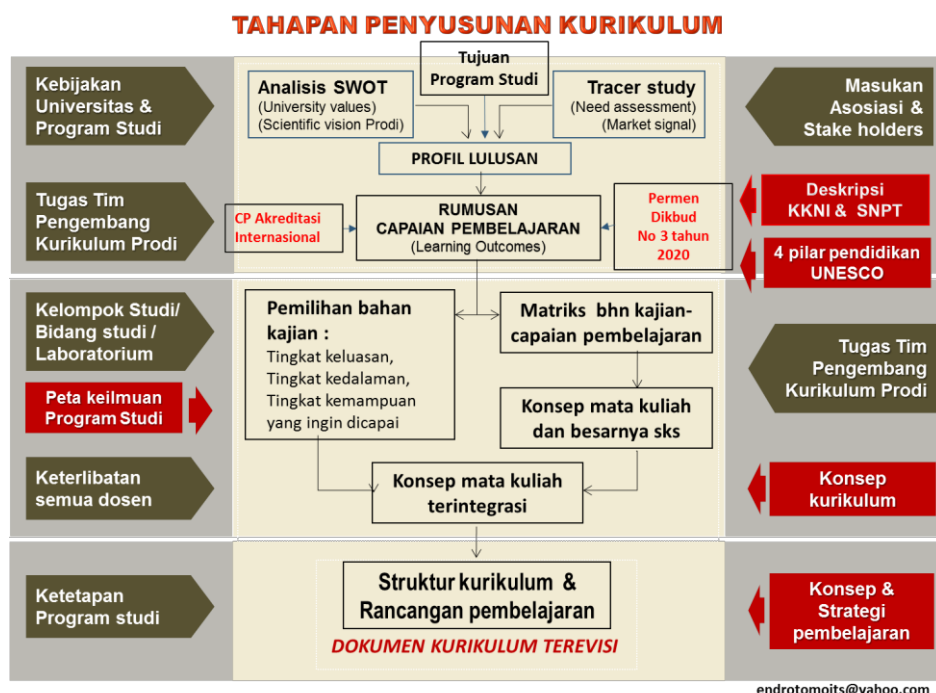 TAHAPAN PENYUSUNAN KURIKULUM
Kebijakan
Universitas &
Program Studi
Analisis SWOT
(University values)
(Scientific vision Prodi)
Tujuan
Program Studi
Tracer study
(Need assessment)
(Market signal)
Masukan
Asosiasi &
Stake holders
PROFIL LULUSAN
Tugas Tim
Pengembang
Kurikulum Prodi
CP Akreditasi
Internasional
RUMUSAN
CAPAIAN PEMBELAJARAN
(Learning Outcomes)
Permen
Dikbud
No 3 tahun
2020
Deskripsi
KKNI & SNPT
4 pilar pendidikan
UNESCO
Kelompok Studi/
Bidang studi /
Laboratorium
Peta keilmuan
Program Studi
Pemilihan bahan
kajian :
Tingkat keluasan,
Tingkat kedalaman,
Tingkat kemampuan
yang ingin dicapai
Matriks bhn kajian-
capaian pembelajaran
Konsep mata kuliah
dan besarnya sks
Tugas Tim
Pengembang
Kurikulum Prodi
Keterlibatan
semua dosen
Konsep mata kuliah
terintegrasi
Konsep
kurikulum
Ketetapan
Program studi
Struktur kurikulum &
Rancangan pembelajaran
DOKUMEN KURIKULUM TEREVISI
Konsep &
Strategi
pembelajaran
endrotomoits@yahoo.com